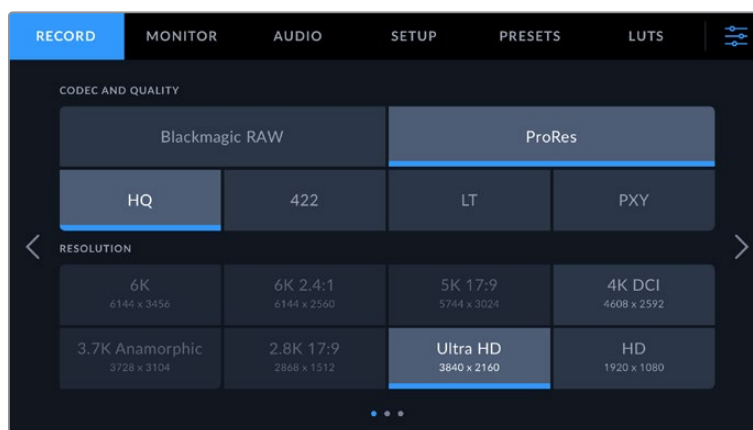 RECORD MONITOR AUDIO SETUP PRESETS LUTS
CODEC AND QUALITY
Blackmagic RAW ProRes
HQ 422 LT PXY
RESOLUTION
6K 6K 2.4:1 5K 17:9 4K DCI
6144 x 3456 6144 x 2560 5744 x 3024 4608 x 2592
3.7K Anamorphic 2.8K 17:9 Ultra HD HD
3728 x 3104 2868 x 1512 3840 x 2160 1920 x 1080